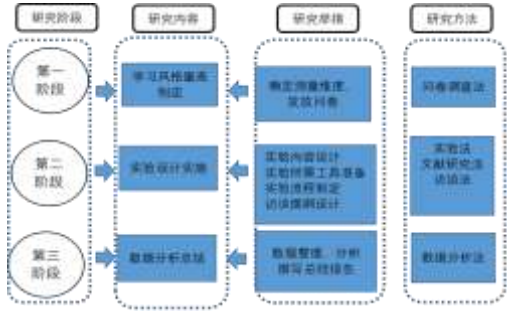 研究阶段
研究内容
研究举措
研究方法
第一
阶段
学习风格量表
制定
确定测量维度，
发放问卷
问卷调查法
第二
阶段
实验设计实施
实验内容设计
实验所需工具准备
实验流程制定
访谈提纲设计
实验法
文献研究法
访谈法
第三
阶段
数据分析总结
数据整理、分析
撰写总结报告
数据分析法